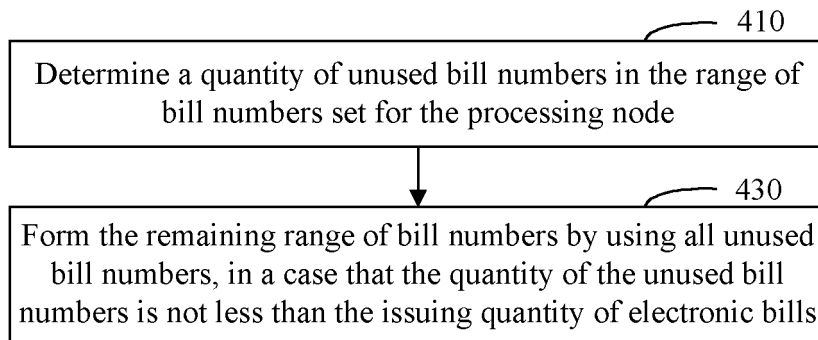 410
Determine a quantity of unused bill numbers in the range of
bill numbers set for the processing node
430
Form the remaining range of bill numbers by using all unused
bill numbers, in a case that the quantity of the unused bill
numbers is not less than the issuing quantity of electronic bills